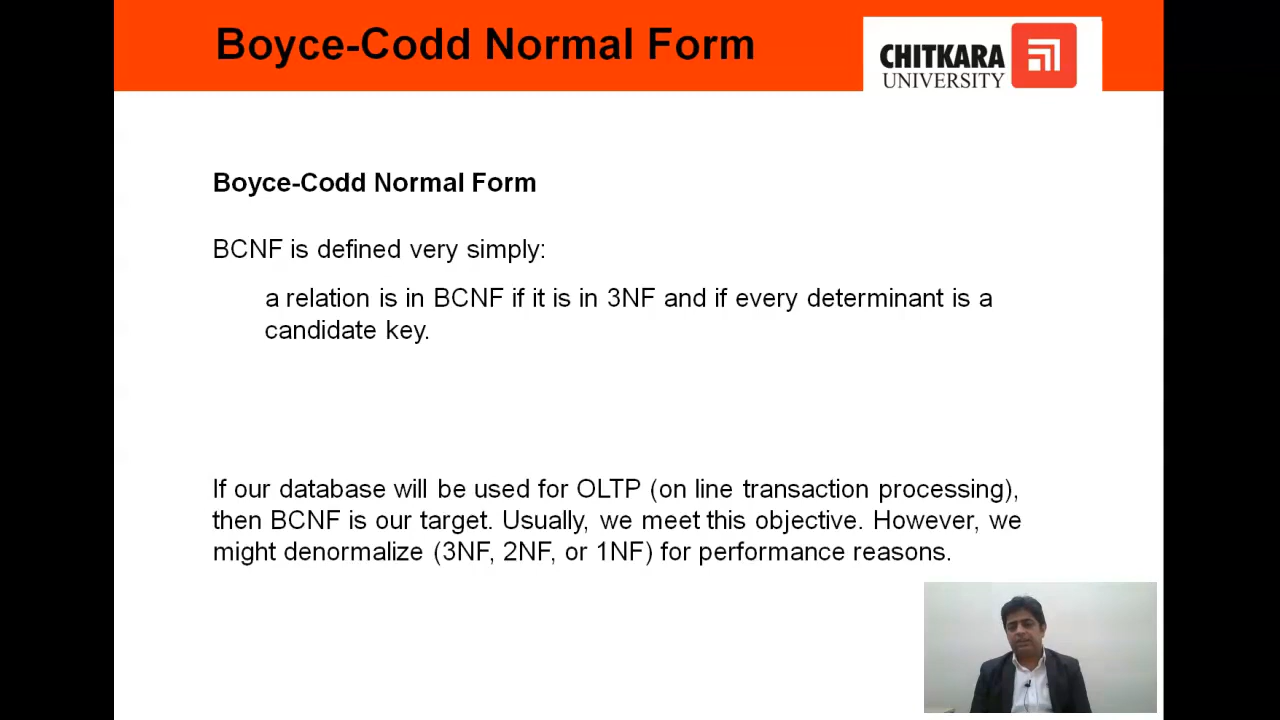 Boyce-Codd Normal Form
CHITKARA
UNIVERSITY
Boyce-Codd Normal Form
BCNF is defined very simply:
a relation is in BCNF if it is in 3NF and if every determinant is a
candidate key.
If our database will be used for OLTP (on line transaction processing),
then BCNF is our target. Usually, we meet this objective. However, we
might denormalize (3NF, 2NF, or 1NF) for performance reasons.